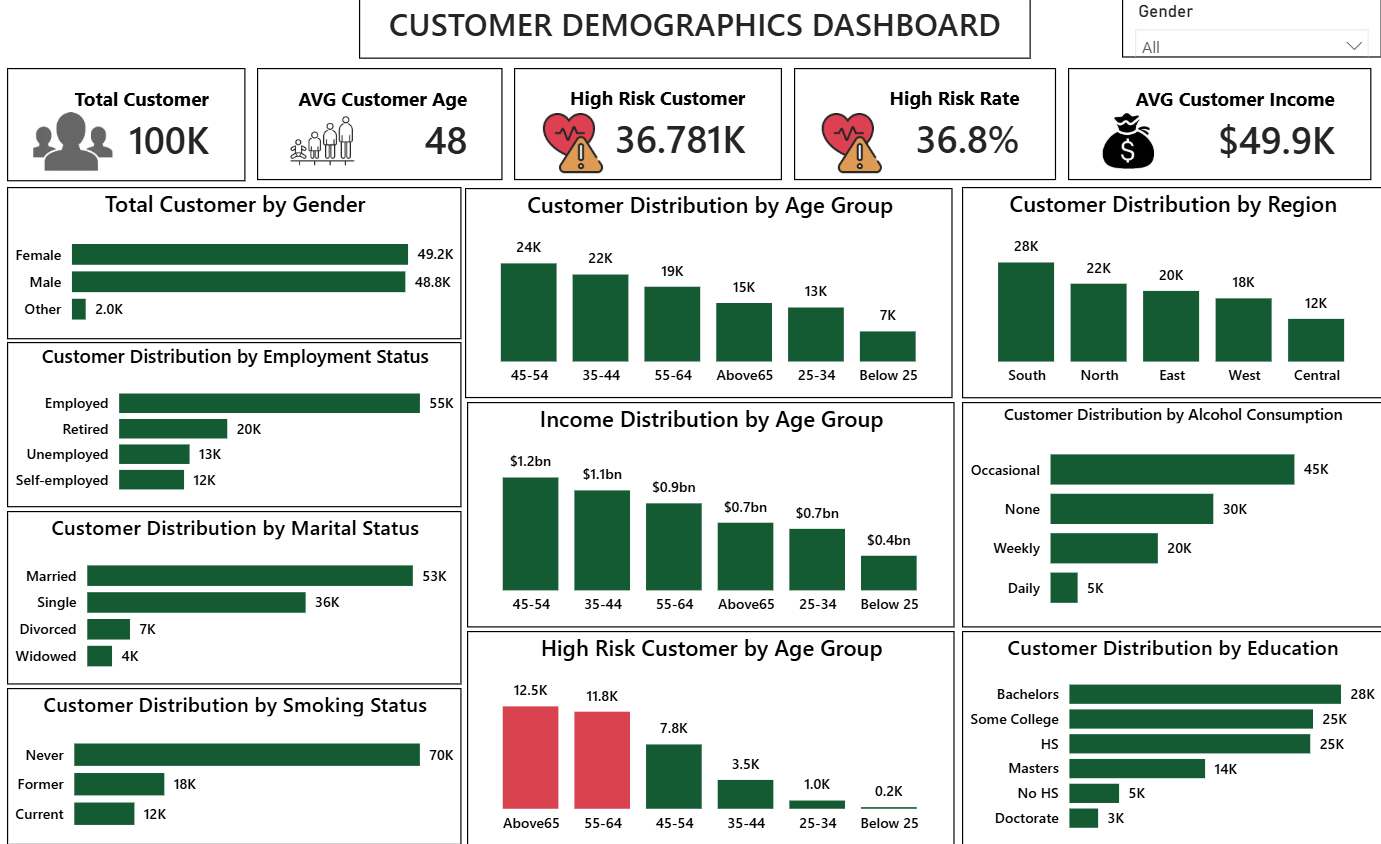 CUSTOMER DEMOGRAPHICS DASHBOARD
Gender
All
Total Customer
100K
AVG Customer Age
48
High Risk Customer
36.781K
High Risk Rate
36.8%
AVG Customer Income
$49.9K
$
Total Customer by Gender
Female 49.2K
Male 48.8K
Other 2.0K
Customer Distribution by Employment Status
Employed 55K
Retired 20K
Unemployed 13K
Self-employed 12K
Customer Distribution by Marital Status
Married 53K
Single 36K
Divorced 7K
Widowed 4K
Customer Distribution by Smoking Status
Never 70K
Former 18K
Current 12K
Customer Distribution by Age Group
24K 22K 19K 15K 13K 7K
45-54 35-44 55-64 Above65 25-34 Below 25
Income Distribution by Age Group
$1.2bn $1.1bn $0.9bn $0.7bn $0.7bn $0.4bn
45-54 35-44 55-64 Above65 25-34 Below 25
High Risk Customer by Age Group
12.5K 11.8K 7.8K 3.5K 1.0K 0.2K
Above65 55-64 45-54 35-44 25-34 Below 25
Customer Distribution by Region
28K 22K 20K 18K 12K
South North East West Central
Customer Distribution by Alcohol Consumption
Occasional 45K
None 30K
Weekly 20K
Daily 5K
Customer Distribution by Education
Bachelors 28K
Some College 25K
HS 25K
Masters 14K
No HS 5K
Doctorate 3K